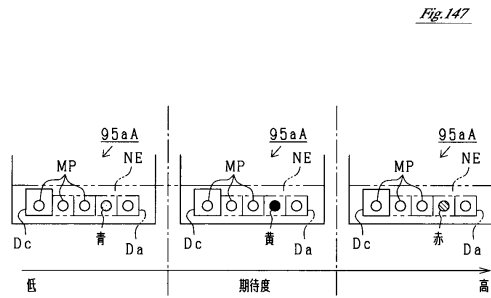 Fig.147
95aA 95aA 95aA
MP NE MP NE MP NE
Dc 青 Da Dc 黄 Da Dc 赤 Da
低 期待度 高